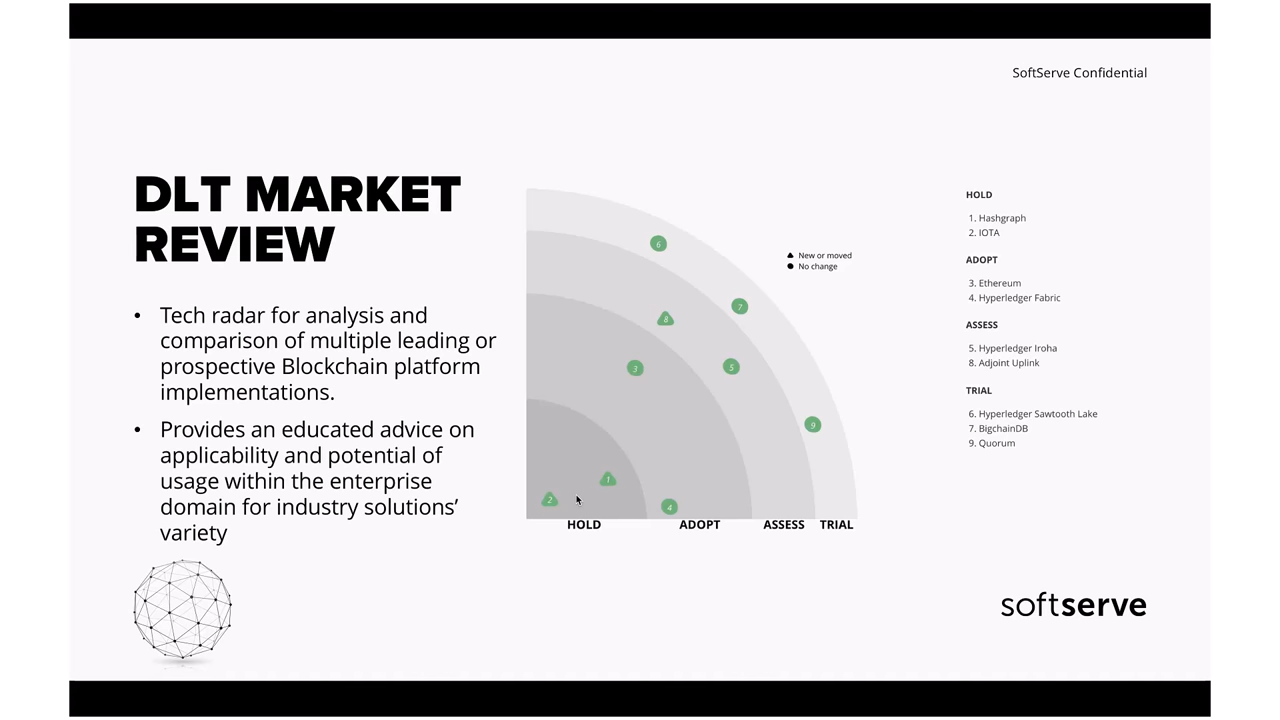 SoftServe Confidential
DLT MARKET
REVIEW
• Tech radar for analysis and
comparison of multiple leading or
prospective Blockchain platform
implementations.
• Provides an educated advice on
applicability and potential of
usage within the enterprise
domain for industry solutions’
variety
6
7
8
3
5
9
1
2
4
New or moved
No change
HOLD ADOPT ASSESS TRIAL
HOLD
1. Hashgraph
2. IOTA
ADOPT
3. Ethereum
4. Hyperledger Fabric
ASSESS
5. Hyperledger Iroha
8. Adjoint Uplink
TRIAL
6. Hyperledger Sawtooth Lake
7. BigchainDB
9. Quorum
softserve